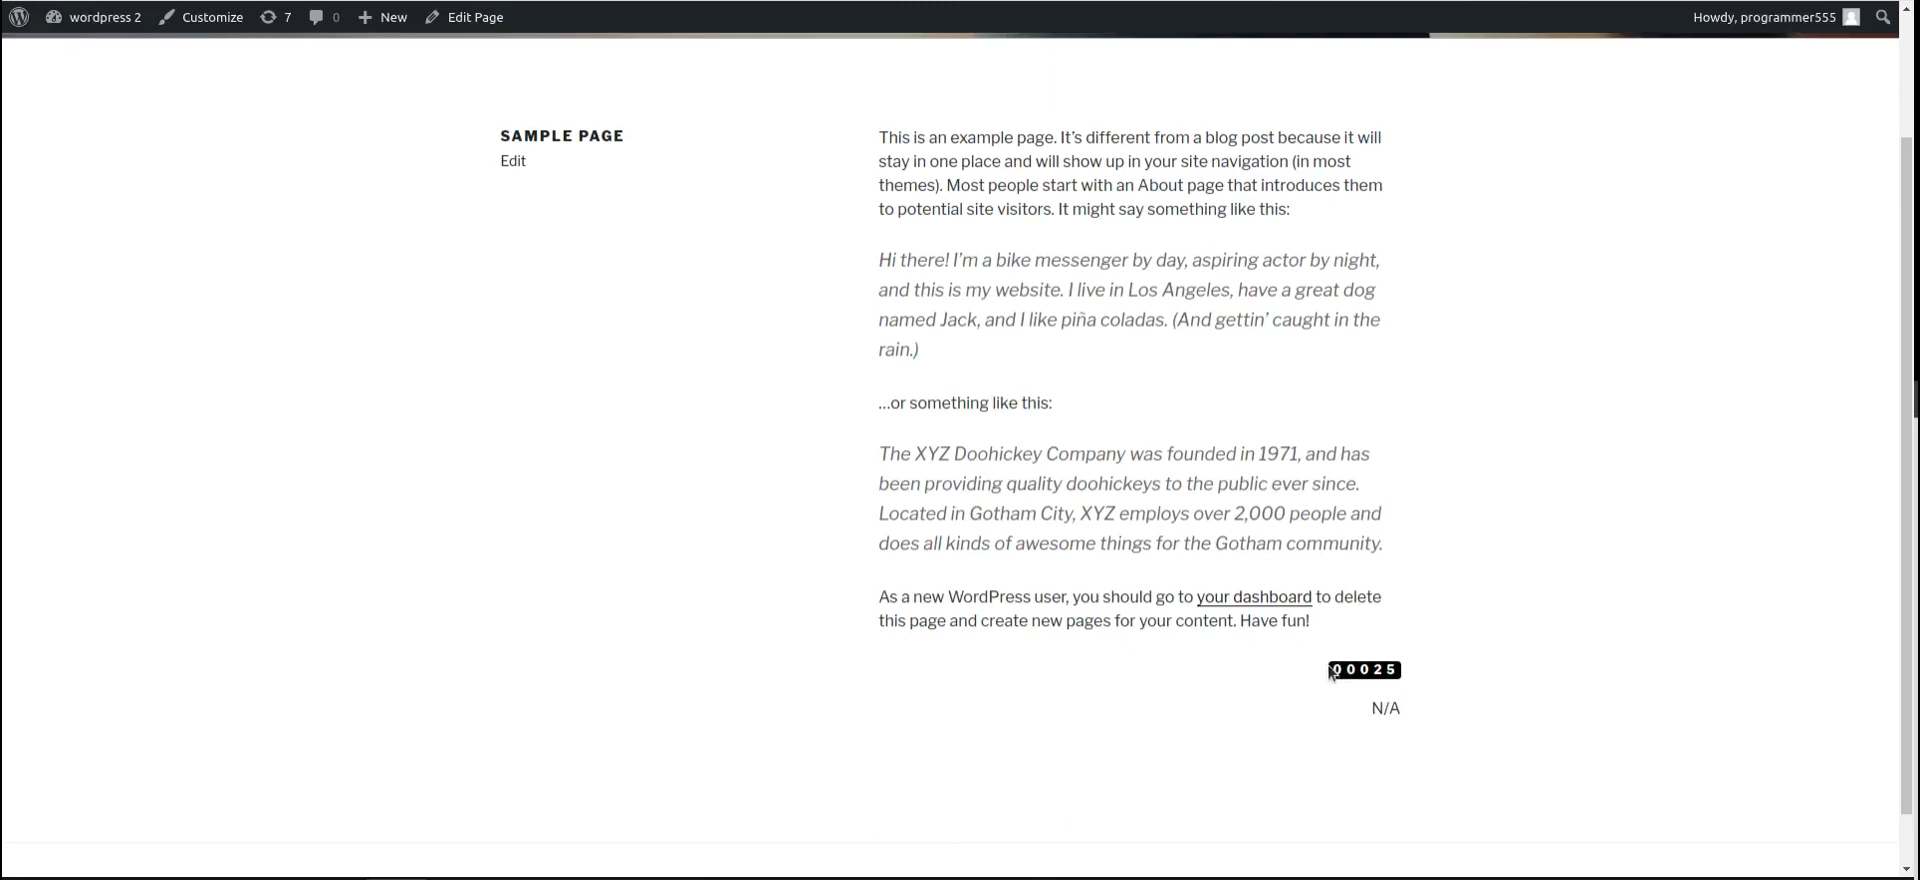 wordpress 2 Customize 7 0 New Edit Page Howdy, programmer555
SAMPLE PAGE
Edit
This is an example page. It’s different from a blog post because it will
stay in one place and will show up in your site navigation (in most
themes). Most people start with an About page that introduces them
to potential site visitors. It might say something like this:
Hi there! I’m a bike messenger by day, aspiring actor by night,
and this is my website. I live in Los Angeles, have a great dog
named Jack, and I like piña coladas. (And gettin’ caught in the
rain.)
…or something like this:
The XYZ Doohickey Company was founded in 1971, and has
been providing quality doohickeys to the public ever since.
Located in Gotham City, XYZ employs over 2,000 people and
does all kinds of awesome things for the Gotham community.
As a new WordPress user, you should go to your dashboard to delete
this page and create new pages for your content. Have fun!
00025
N/A